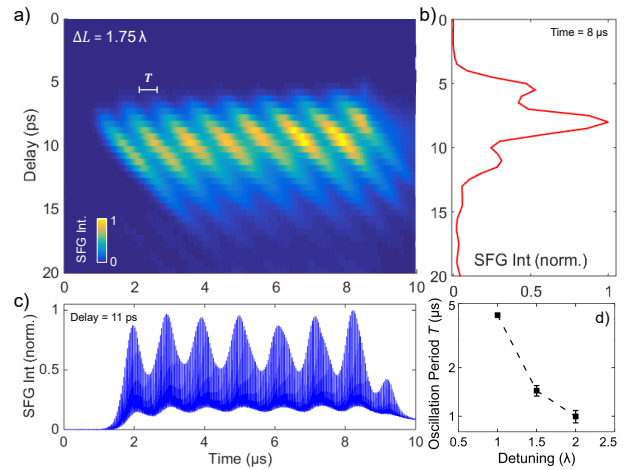 a)
ΔL = 1.75 λ
T
0
5
10
15
20
Delay (ps)
SFG Int.
1
0
0
2
4
6
8
10
b)
Time = 8 µs
0
5
10
15
20
SFG Int (norm.)
0
0.5
1
c)
Delay = 11 ps
1
0.5
0
SFG Int (norm.)
0
2
4
6
8
10
Time (µs)
d)
5
2
1
Oscillation Period T (µs)
0.5
1
1.5
2
2.5
Detuning (λ)